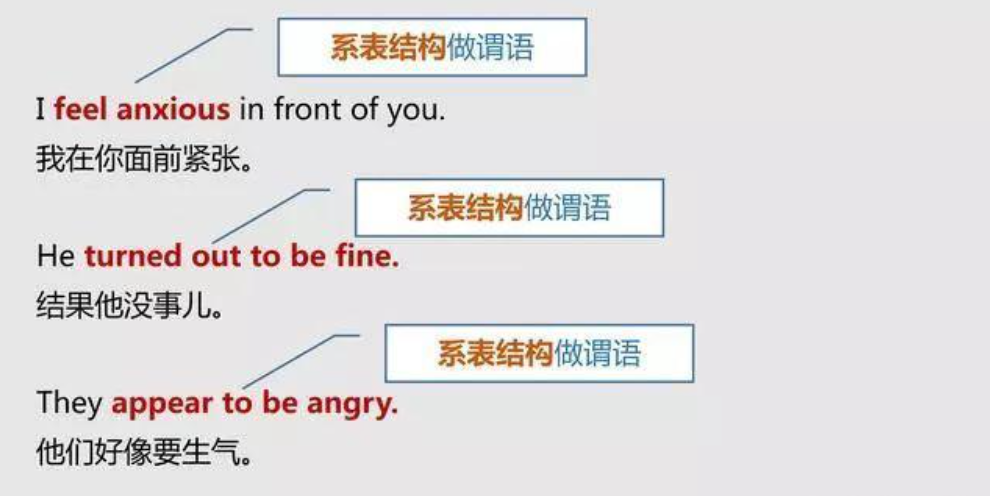 系表结构做谓语
I feel anxious in front of you.
我在你面前紧张。
系表结构做谓语
He turned out to be fine.
结果他没事儿。
系表结构做谓语
They appear to be angry.
他们好像要生气。